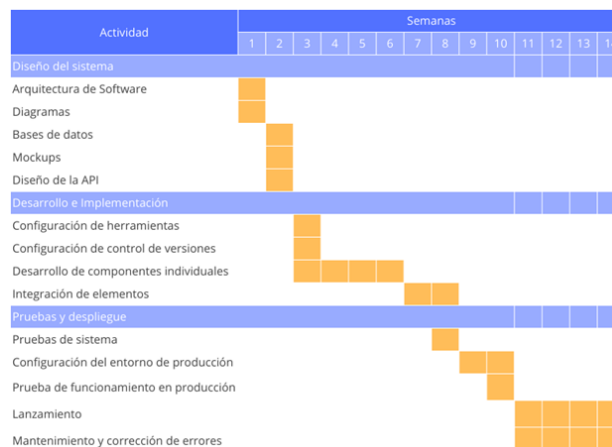 Actividad
Semanas
1 2 3 4 5 6 7 8 9 10 11 12 13 14
Diseño del sistema
Arquitectura de Software
Diagramas
Bases de datos
Mockups
Diseño de la API
Desarrollo e Implementación
Configuración de herramientas
Configuración de control de versiones
Desarrollo de componentes individuales
Integración de elementos
Pruebas y despliegue
Pruebas de sistema
Configuración del entorno de producción
Prueba de funcionamiento en producción
Lanzamiento
Mantenimiento y corrección de errores